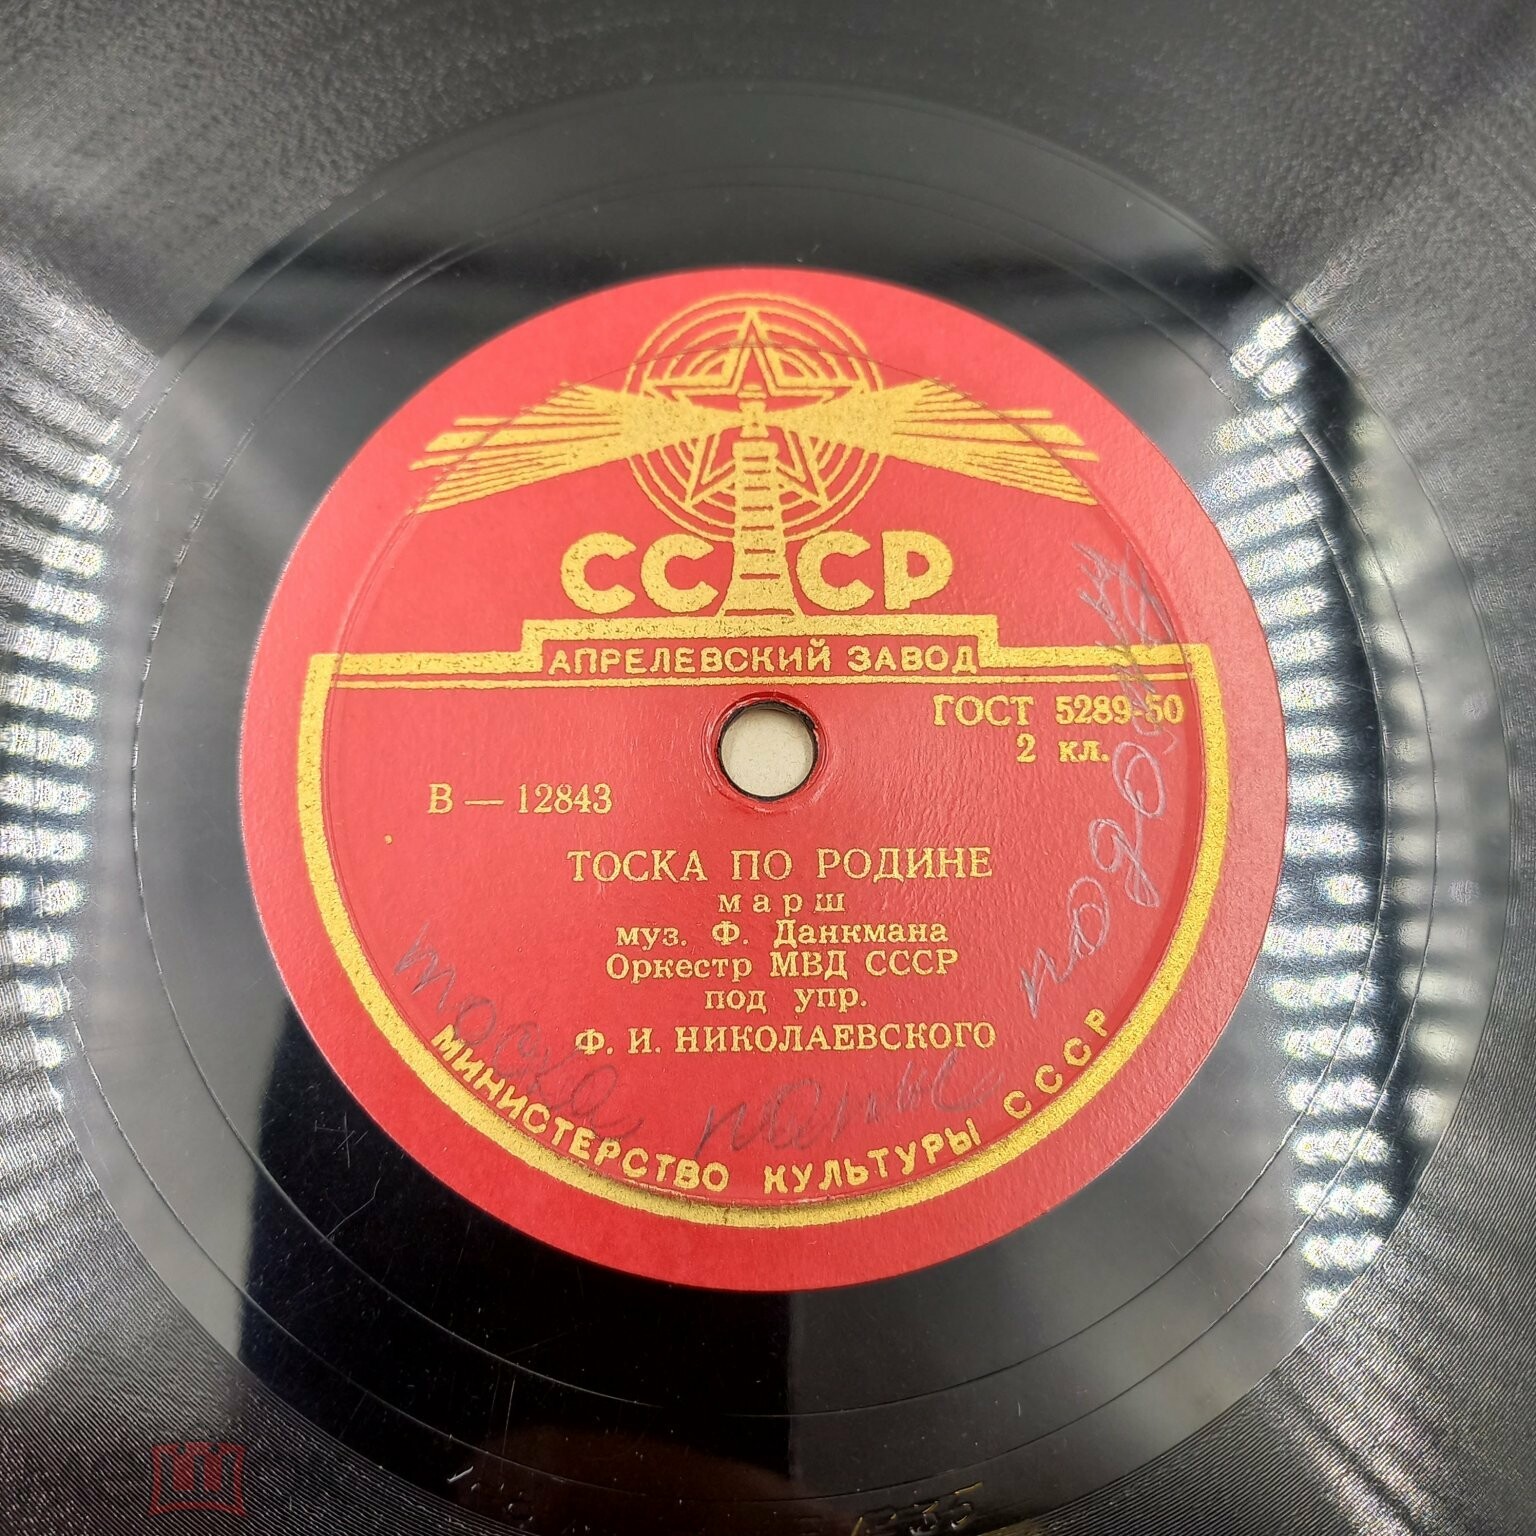 СССР
АПРЕЛЕВСКИЙ ЗАВОД
ГОСТ 5289-50
2 кл.
В — 12843
ТОСКА ПО РОДИНЕ
марш
муз. Ф. Данкмана
Оркестр МВД СССР
под упр.
Ф. И. НИКОЛАЕВСКОГО
МИНИСТЕРСТВО КУЛЬТУРЫ СССР
тоска